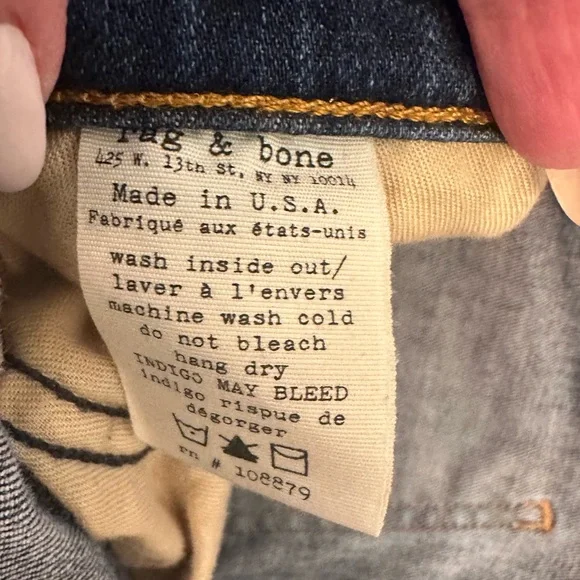 rag & bone
425 W. 13th St, NY NY 10014
Made in U.S.A.
Fabriqué aux états-unis
wash inside out/
laver à l'envers
machine wash cold
do not bleach
hang dry
INDIGO MAY BLEED
indigo rispue de
dégorger
rn # 108879